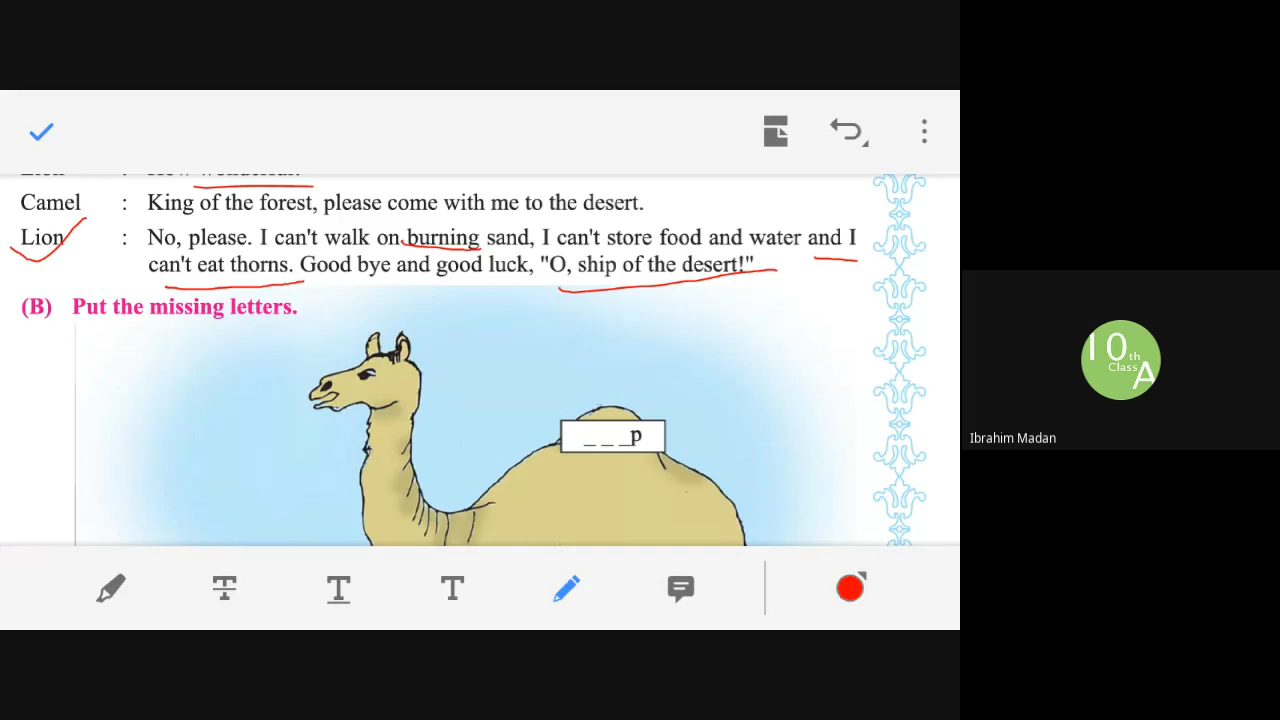 Camel : King of the forest, please come with me to the desert.
Lion : No, please. I can't walk on burning sand, I can't store food and water and I
can't eat thorns. Good bye and good luck, "O, ship of the desert!"
(B) Put the missing letters.
_ _ _p
10th
Class A
Ibrahim Madan